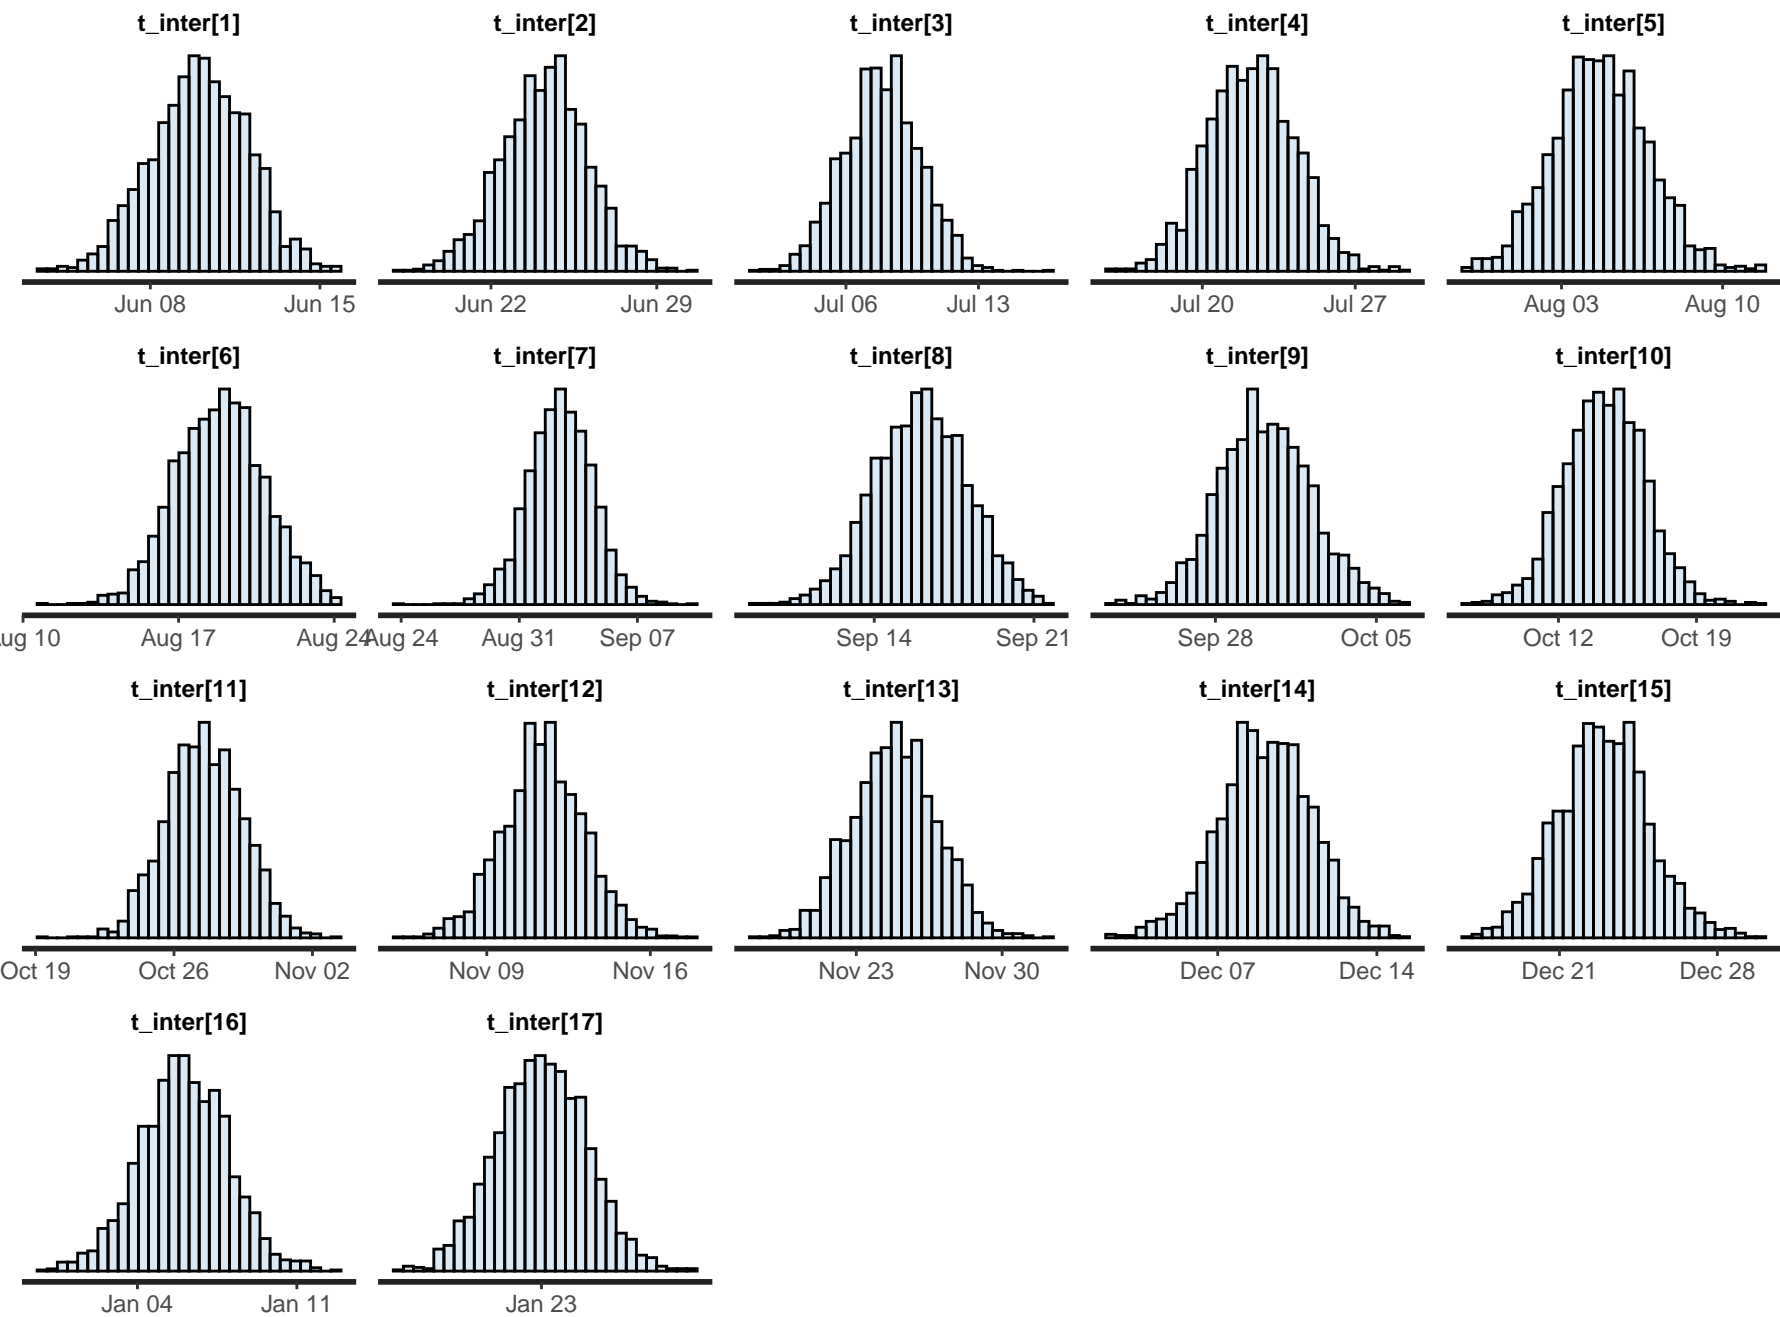 t_inter[1] t_inter[2] t_inter[3] t_inter[4] t_inter[5]
Jun 08 Jun 15 Jun 22 Jun 29 Jul 06 Jul 13 Jul 20 Jul 27 Aug 03 Aug 10
t_inter[6] t_inter[7] t_inter[8] t_inter[9] t_inter[10]
ug 10 Aug 17 Aug 24 Aug 24 Aug 31 Sep 07 Sep 14 Sep 21 Sep 28 Oct 05 Oct 12 Oct 19
t_inter[11] t_inter[12] t_inter[13] t_inter[14] t_inter[15]
Oct 19 Oct 26 Nov 02 Nov 09 Nov 16 Nov 23 Nov 30 Dec 07 Dec 14 Dec 21 Dec 28
t_inter[16] t_inter[17]
Jan 04 Jan 11 Jan 23